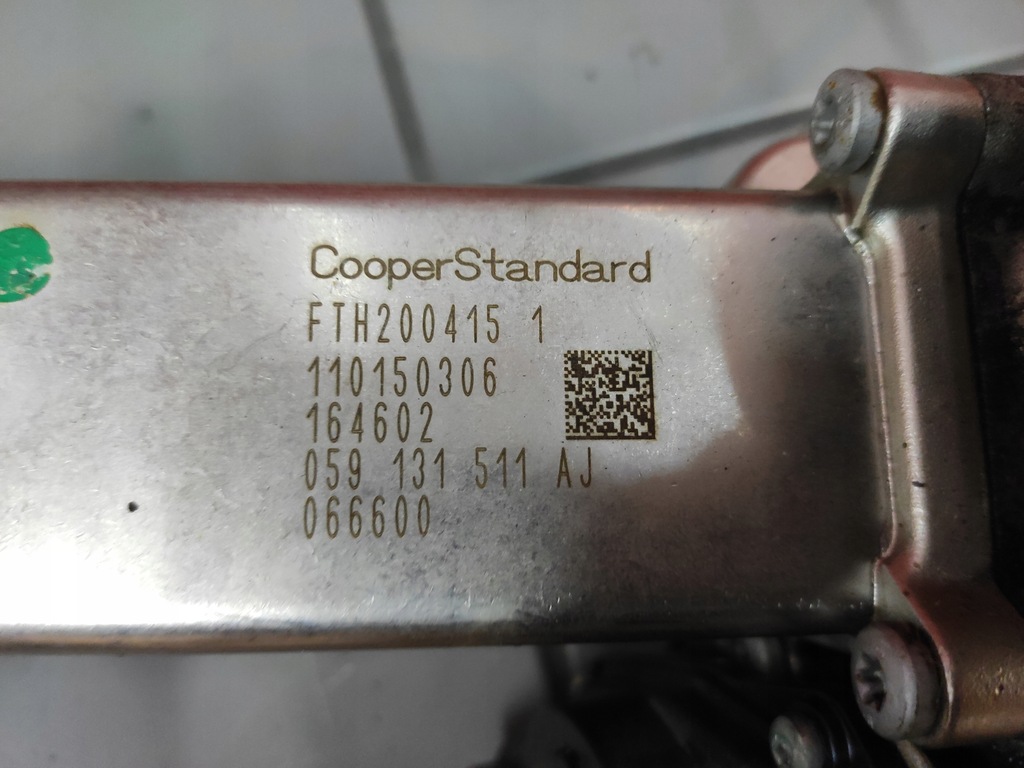 CooperStandard
FTH200415 1
110150306
164602
059 131 511 AJ
066600